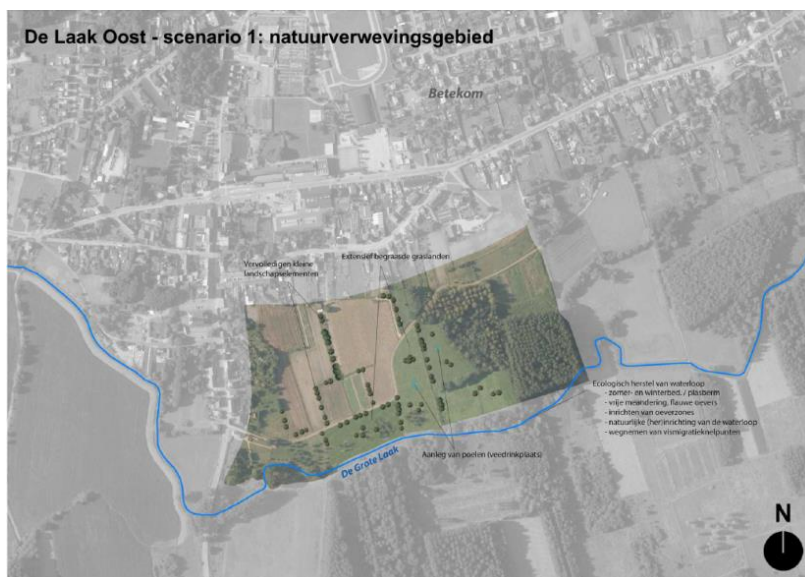 De Laak Oost - scenario 1: natuurverwevingsgebied
Betekom
Extensief begraasde graslanden
Vervolledigen kleine
landschapselementen
Ecologisch herstel van waterloop
- zomer- en winterbed / plasberm
- vrije meandering, flauwe oevers
- inrichten van oeverzones
- natuurlijke (her)inrichting van de waterloop
- wegnemen van vismigratieknelpunten
Aanleg van poelen (veedrinkplaats)
De Grote Laak
N